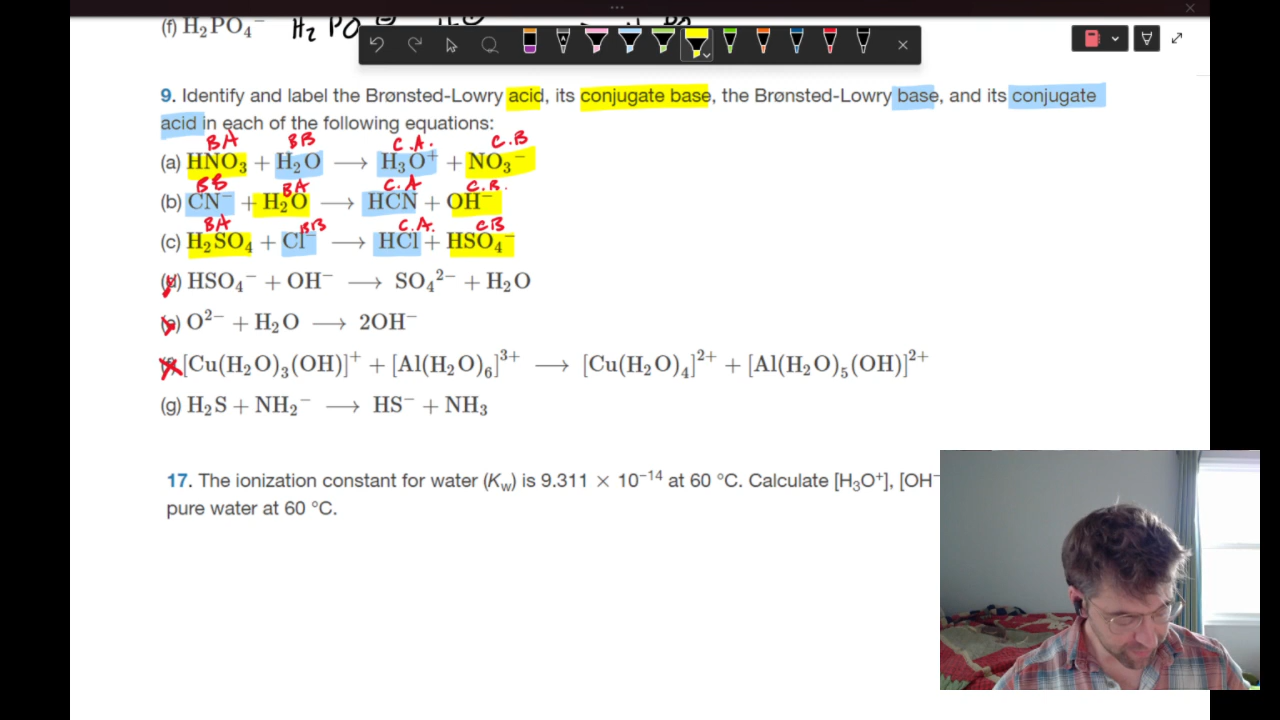 (f) H₂PO₄⁻ H₂ PO
9. Identify and label the Brønsted-Lowry acid, its conjugate base, the Brønsted-Lowry base, and its conjugate
acid in each of the following equations:
BA BB C.A. C.B
(a) HNO₃ + H₂O ⟶ H₃O⁺ + NO₃⁻
BB BA C.A C.B.
(b) CN⁻ + H₂O ⟶ HCN + OH⁻
BA BB C.A. CB
(c) H₂SO₄ + Cl⁻ ⟶ HCl + HSO₄⁻
(d) HSO₄⁻ + OH⁻ ⟶ SO₄²⁻ + H₂O
(e) O²⁻ + H₂O ⟶ 2OH⁻
[Cu(H₂O)₃(OH)]⁺ + [Al(H₂O)₆]³⁺ ⟶ [Cu(H₂O)₄]²⁺ + [Al(H₂O)₅(OH)]²⁺
(g) H₂S + NH₂⁻ ⟶ HS⁻ + NH₃
17. The ionization constant for water (K_w) is 9.311 × 10⁻¹⁴ at 60 °C. Calculate [H₃O⁺], [OH⁻
pure water at 60 °C.